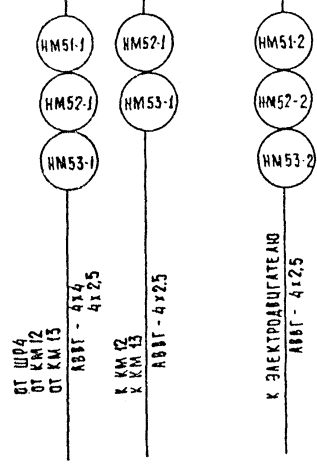 НМ51-1
НМ52-1
НМ53-1
НМ52-1
НМ53-1
НМ51-2
НМ52-2
НМ53-2
ОТ ШР4
ОТ КМ12
ОТ КМ13
АВВГ - 4х4
4х2,5
К КМ12
К КМ13
АВВГ - 4х2.5
К ЭЛЕКТРОДВИГАТЕЛЮ
АВВГ - 4х2,5